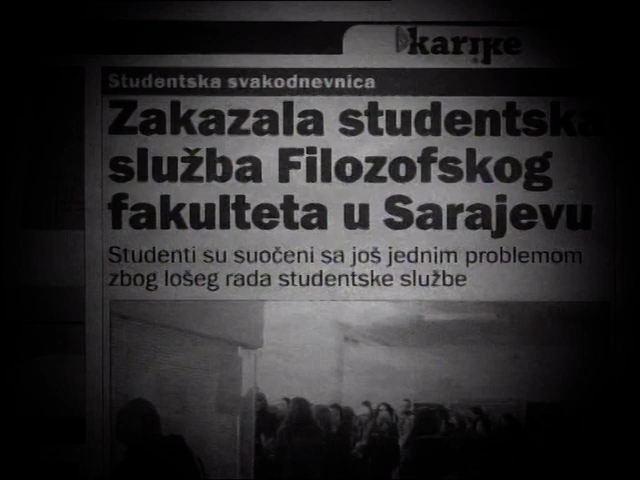 karike
Studentska svakodnevnica
Zakazala studentska
služba Filozofskog
fakulteta u Sarajevu
Studenti su suočeni sa još jednim problemom
zbog lošeg rada studentske službe